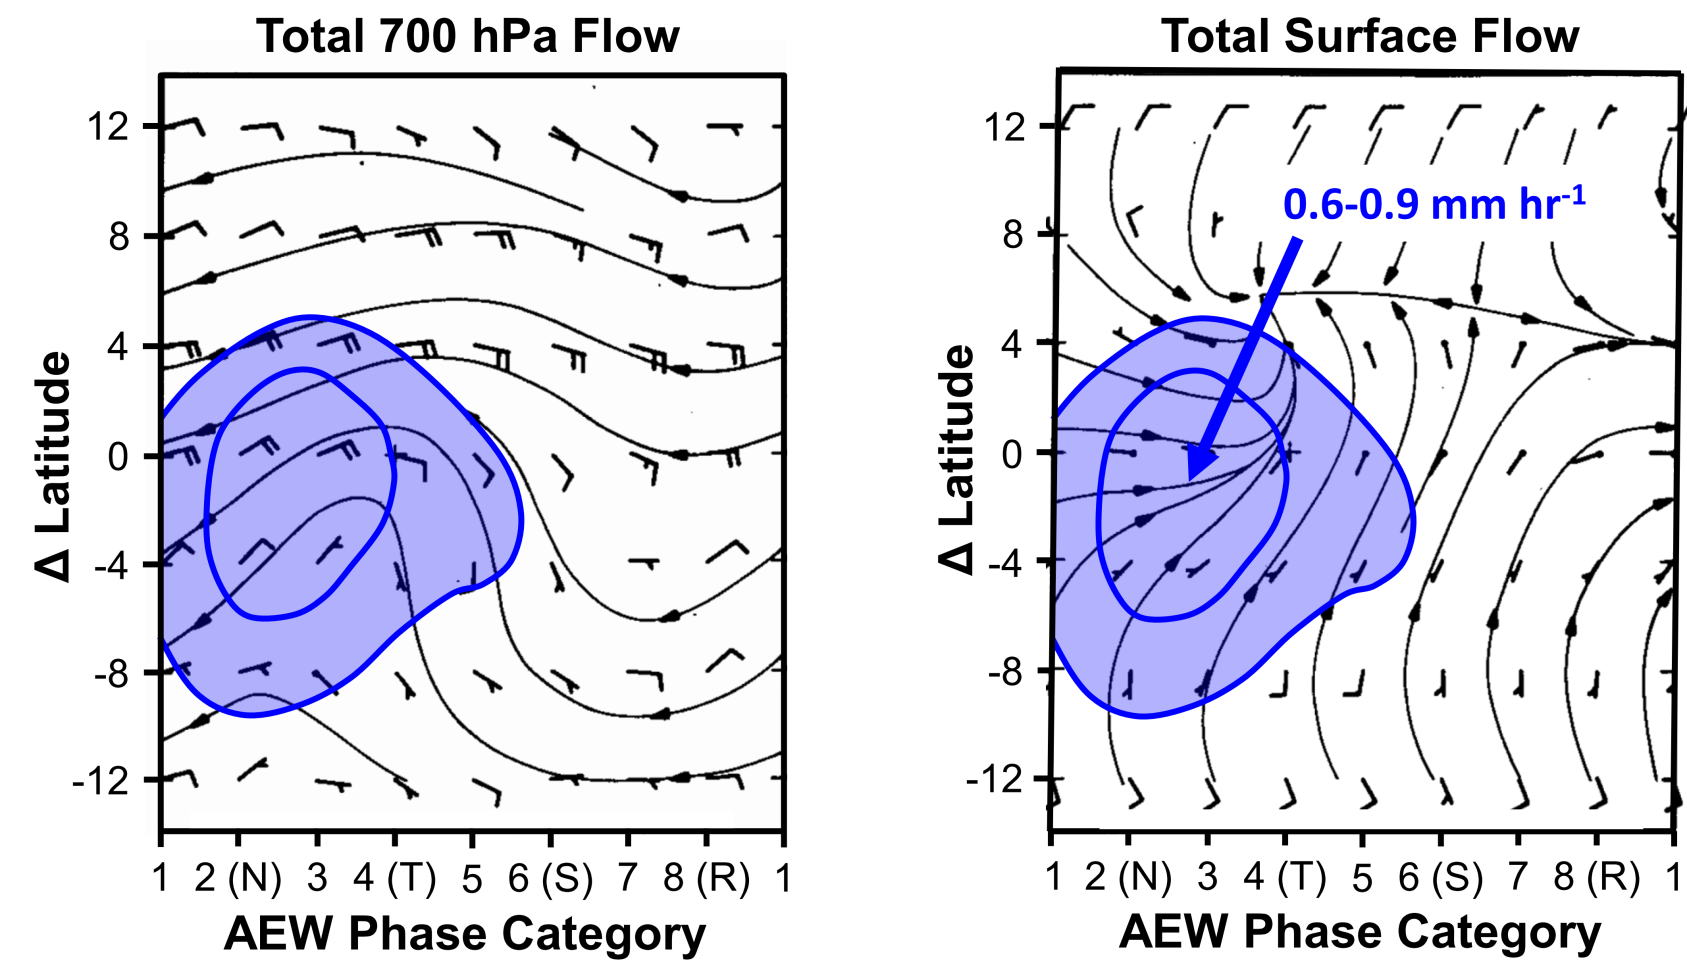 Total 700 hPa Flow
Δ Latitude
12
8
4
0
-4
-8
-12
1 2 (N) 3 4 (T) 5 6 (S) 7 8 (R) 1
AEW Phase Category
Total Surface Flow
0.6-0.9 mm hr⁻¹
Δ Latitude
12
8
4
0
-4
-8
-12
1 2 (N) 3 4 (T) 5 6 (S) 7 8 (R) 1
AEW Phase Category